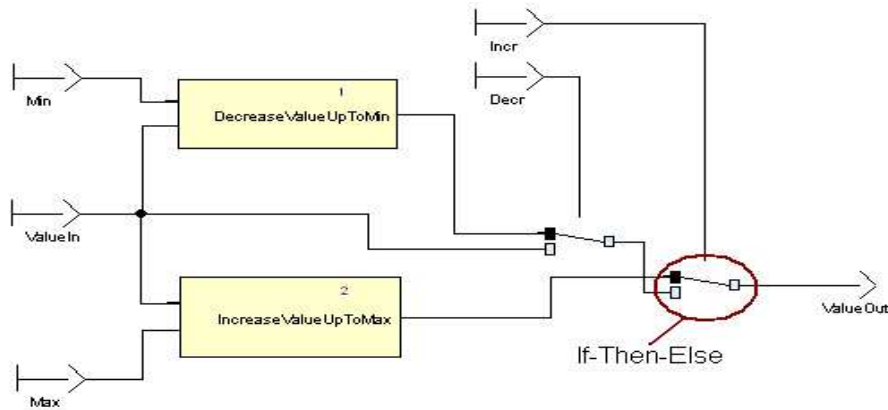 Incr
Decr
Min
1
DecreaseValueUpToMin
ValueIn
2
IncreaseValueUpToMax
ValueOut
If-Then-Else
Max